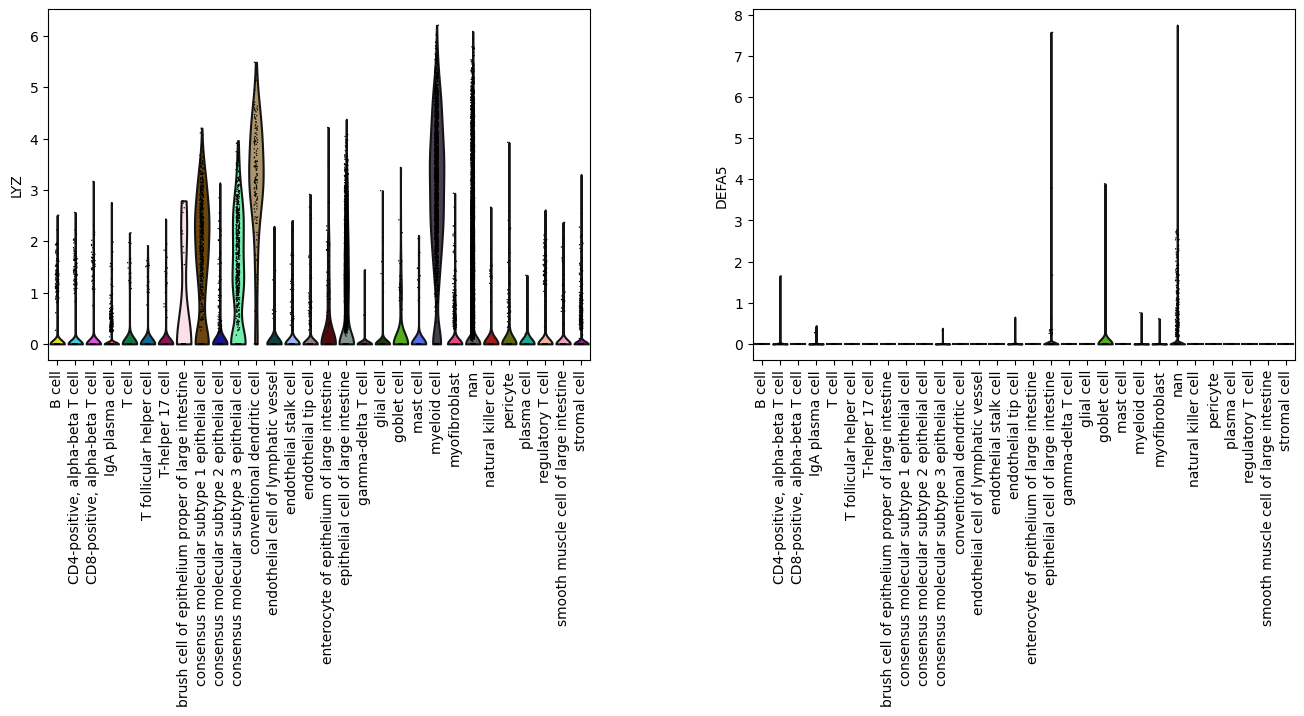 LYZ
6
5
4
3
2
1
0
B cell
CD4-positive, alpha-beta T cell
CD8-positive, alpha-beta T cell
IgA plasma cell
T cell
T follicular helper cell
T-helper 17 cell
brush cell of epithelium proper of large intestine
consensus molecular subtype 1 epithelial cell
consensus molecular subtype 2 epithelial cell
consensus molecular subtype 3 epithelial cell
conventional dendritic cell
endothelial cell of lymphatic vessel
endothelial stalk cell
endothelial tip cell
enterocyte of epithelium of large intestine
epithelial cell of large intestine
gamma-delta T cell
glial cell
goblet cell
mast cell
myeloid cell
myofibroblast
nan
natural killer cell
pericyte
plasma cell
regulatory T cell
smooth muscle cell of large intestine
stromal cell
DEFA5
8
7
6
5
4
3
2
1
0
B cell
CD4-positive, alpha-beta T cell
CD8-positive, alpha-beta T cell
IgA plasma cell
T cell
T follicular helper cell
T-helper 17 cell
brush cell of epithelium proper of large intestine
consensus molecular subtype 1 epithelial cell
consensus molecular subtype 2 epithelial cell
consensus molecular subtype 3 epithelial cell
conventional dendritic cell
endothelial cell of lymphatic vessel
endothelial stalk cell
endothelial tip cell
enterocyte of epithelium of large intestine
epithelial cell of large intestine
gamma-delta T cell
glial cell
goblet cell
mast cell
myeloid cell
myofibroblast
nan
natural killer cell
pericyte
plasma cell
regulatory T cell
smooth muscle cell of large intestine
stromal cell